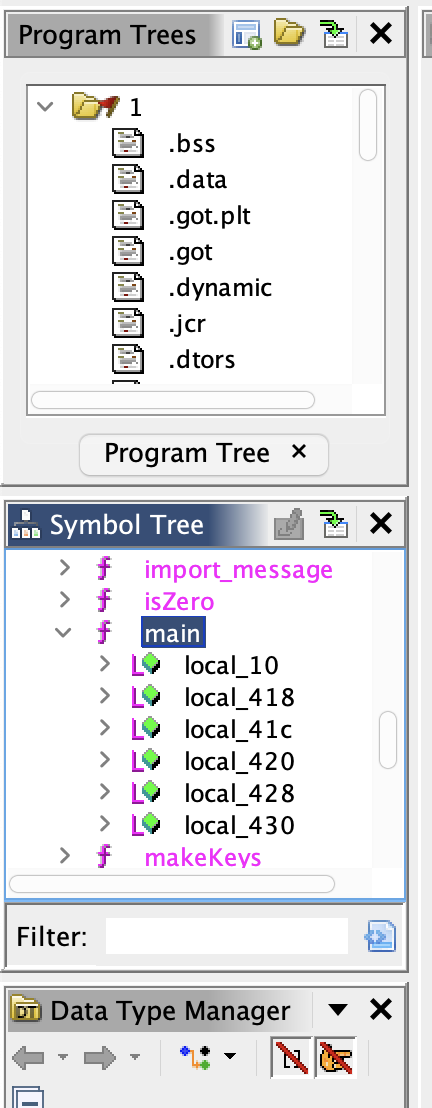 Program Trees
1
.bss
.data
.got.plt
.got
.dynamic
.jcr
.dtors
Program Tree ×
Symbol Tree
f import_message
f isZero
f main
L local_10
L local_418
L local_41c
L local_420
L local_428
L local_430
f makeKeys
Filter:
DT Data Type Manager